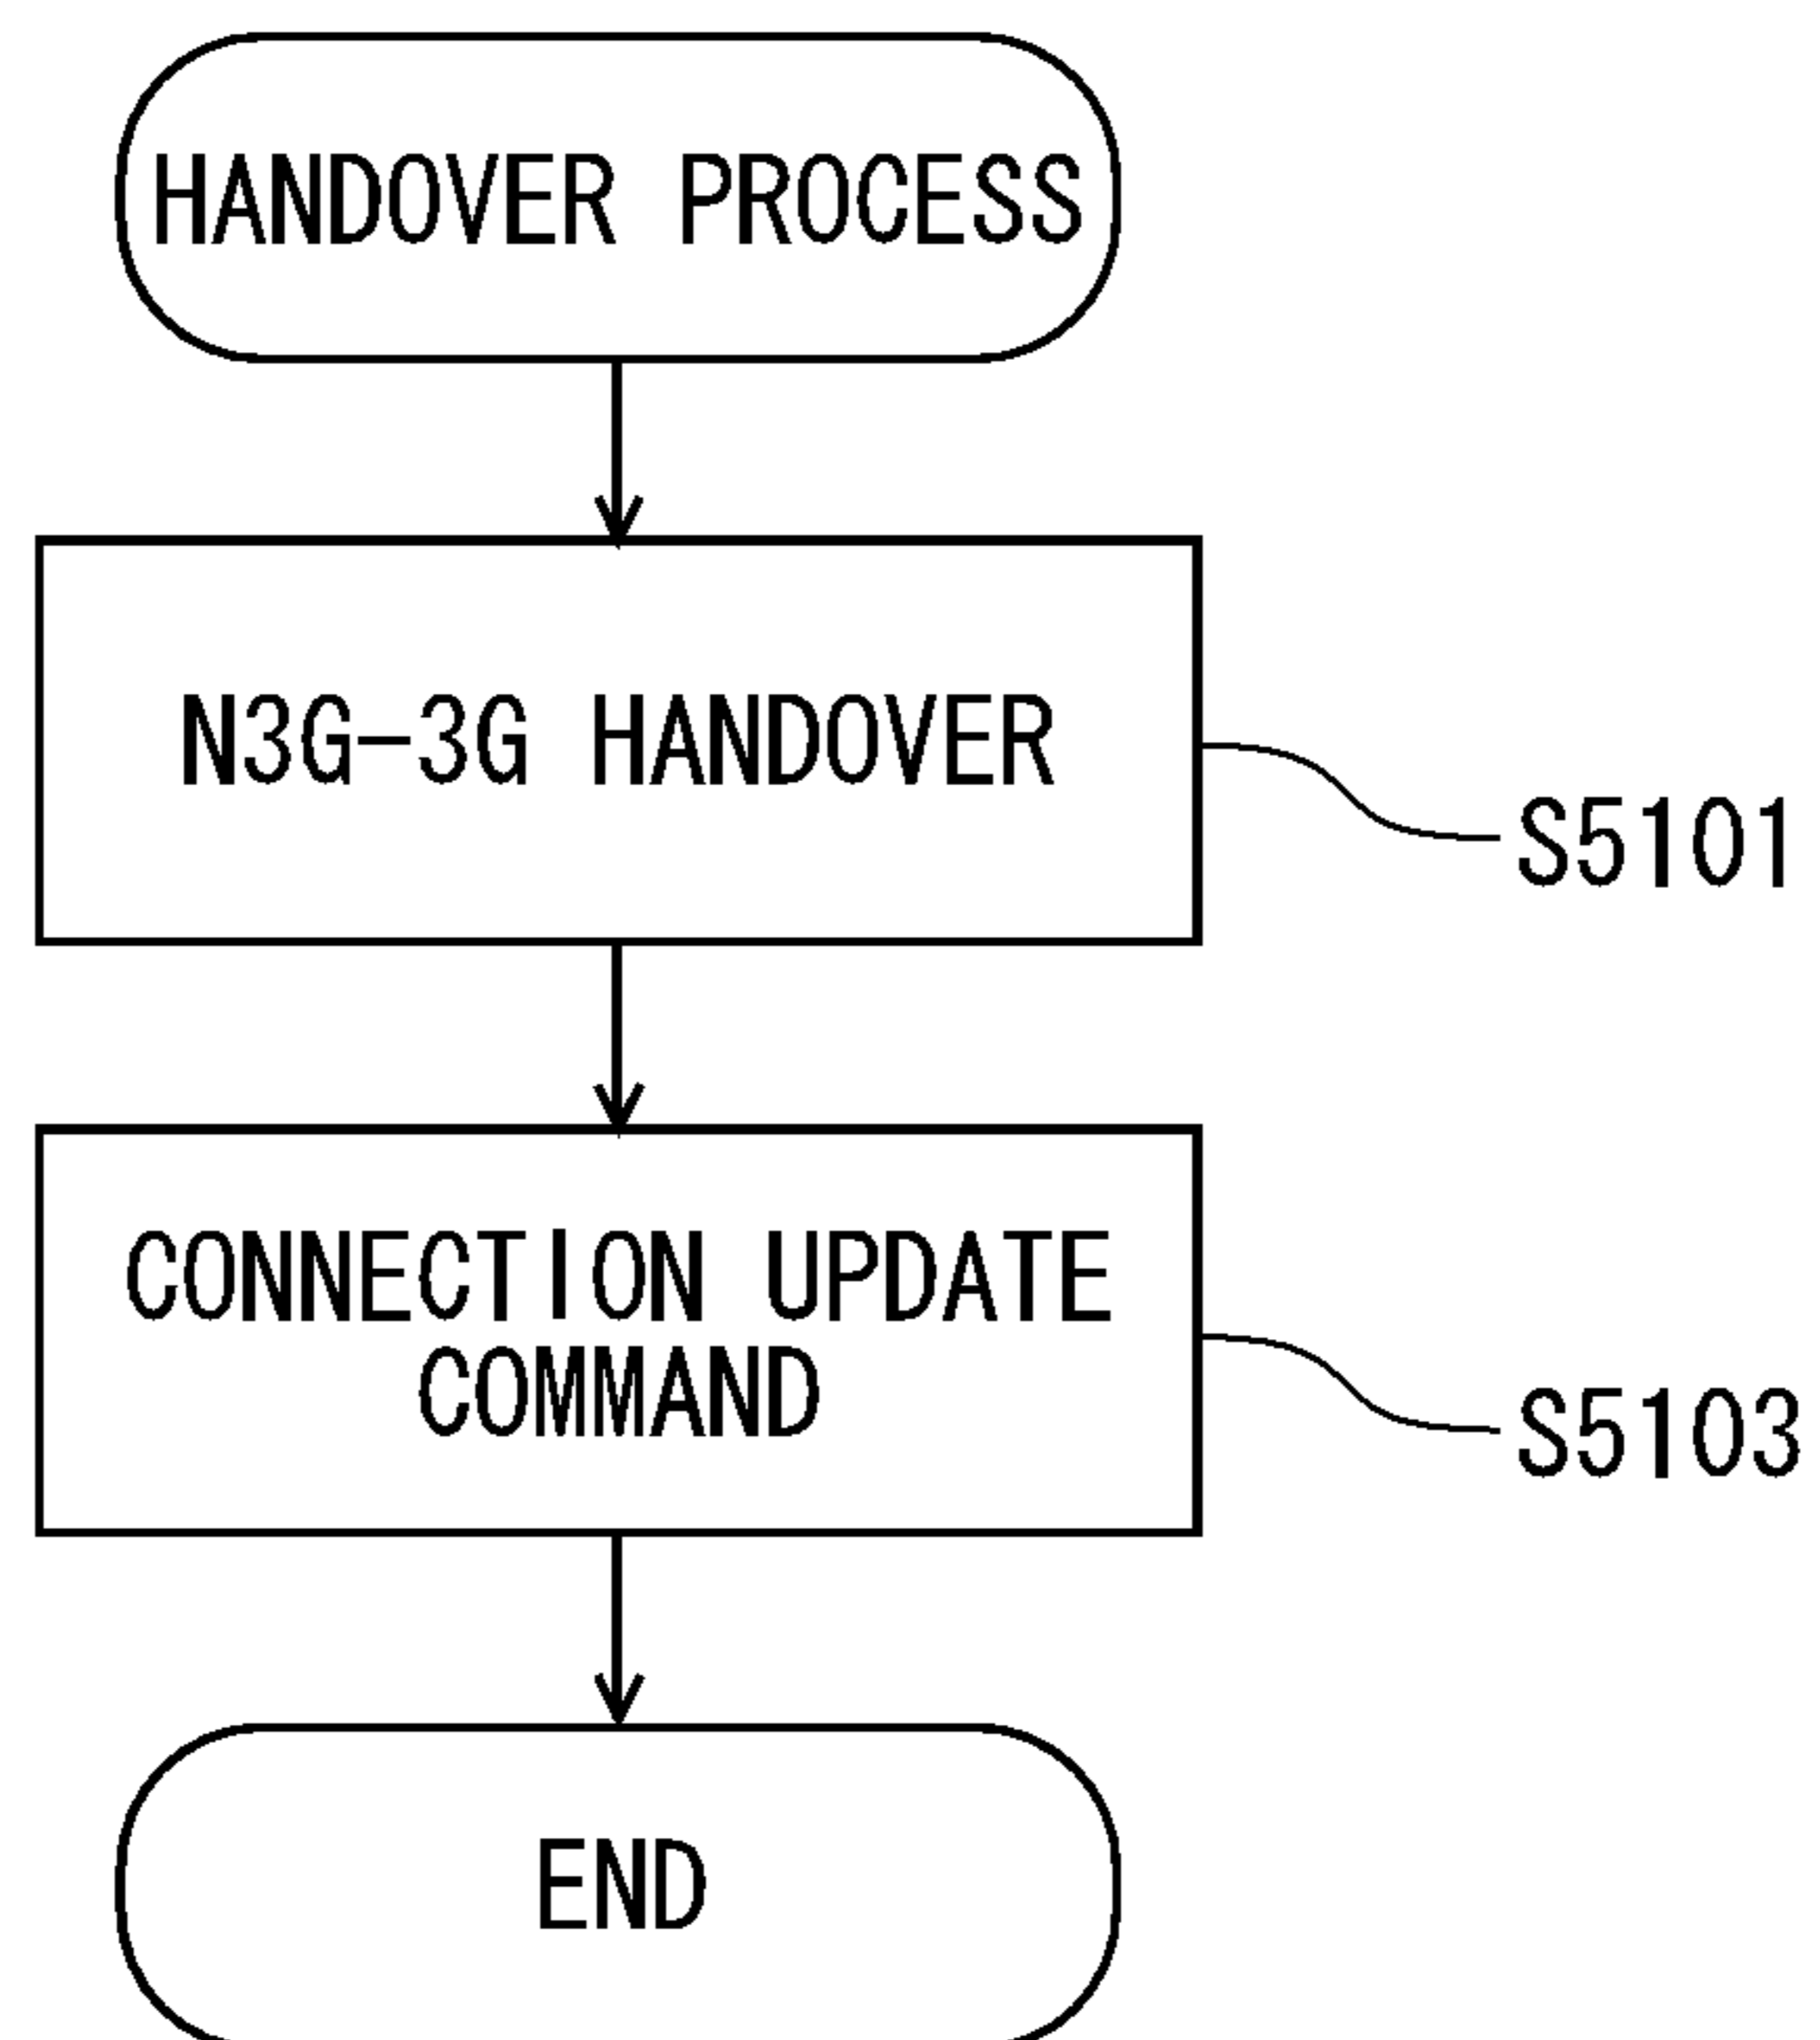 HANDOVER PROCESS
N3G-3G HANDOVER
S5101
CONNECTION UPDATE
COMMAND
S5103
END